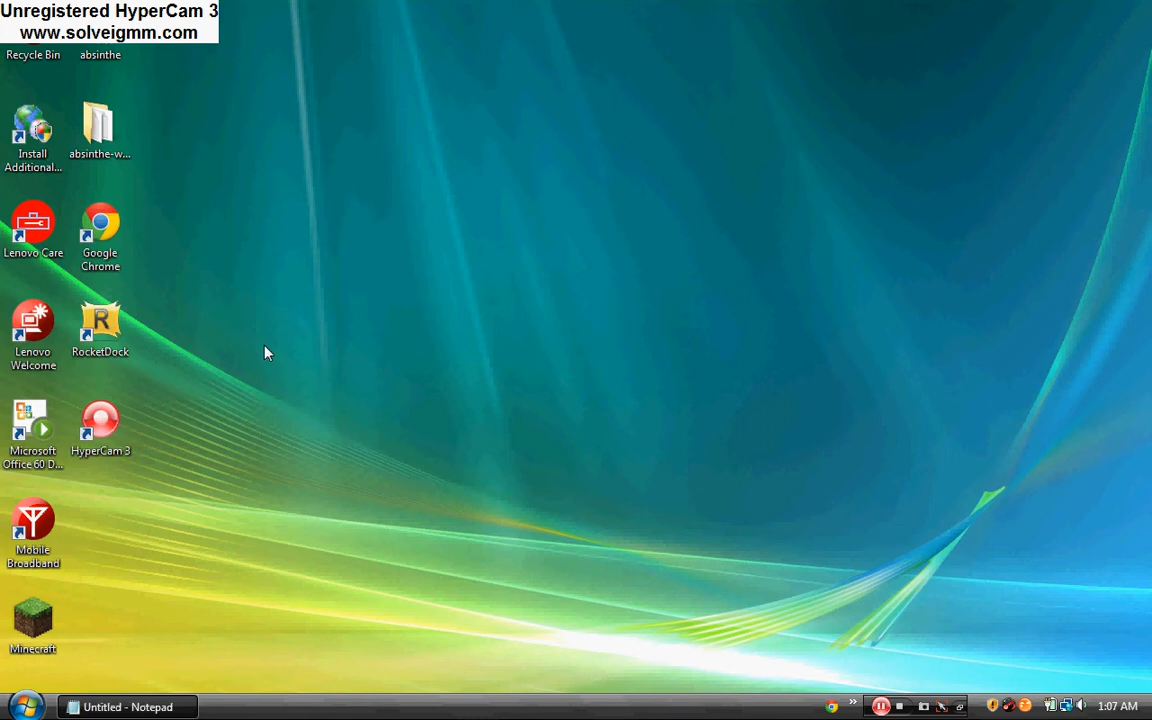 Unregistered HyperCam 3
www.solveigmm.com
Recycle Bin
absinthe
Install
Additional...
absinthe-w...
Lenovo Care
Google
Chrome
Lenovo
Welcome
RocketDock
Microsoft
Office 60 D...
HyperCam 3
Mobile
Broadband
Minecraft
Untitled - Notepad
1:07 AM